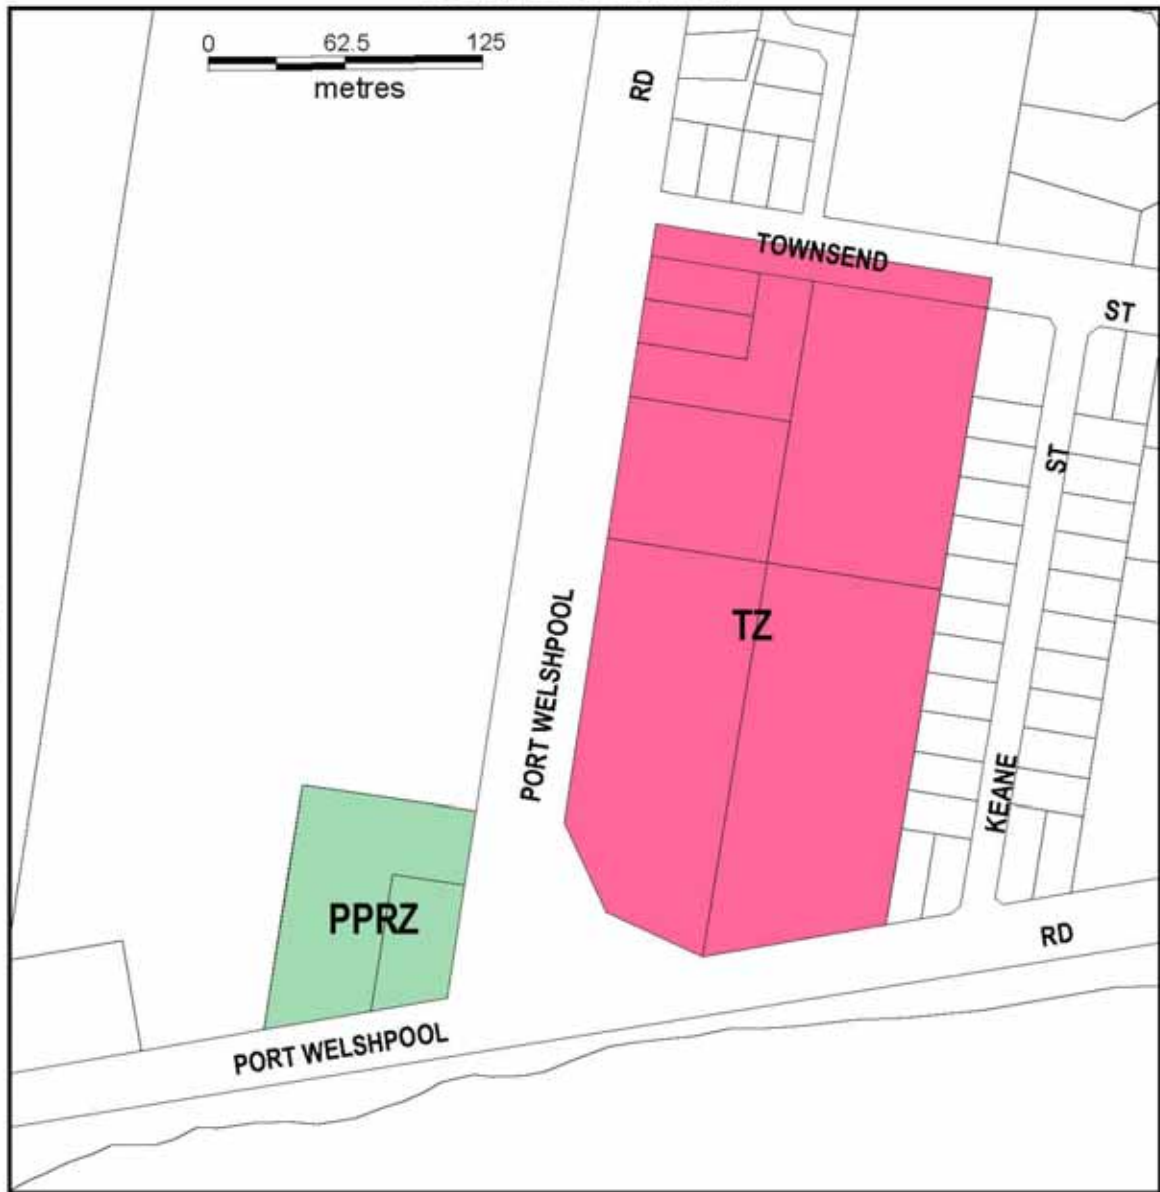 0 62.5 125
metres
RD
TOWNSEND
ST
ST
PORT WELSHPOOL
TZ
KEANE
PPRZ
RD
PORT WELSHPOOL